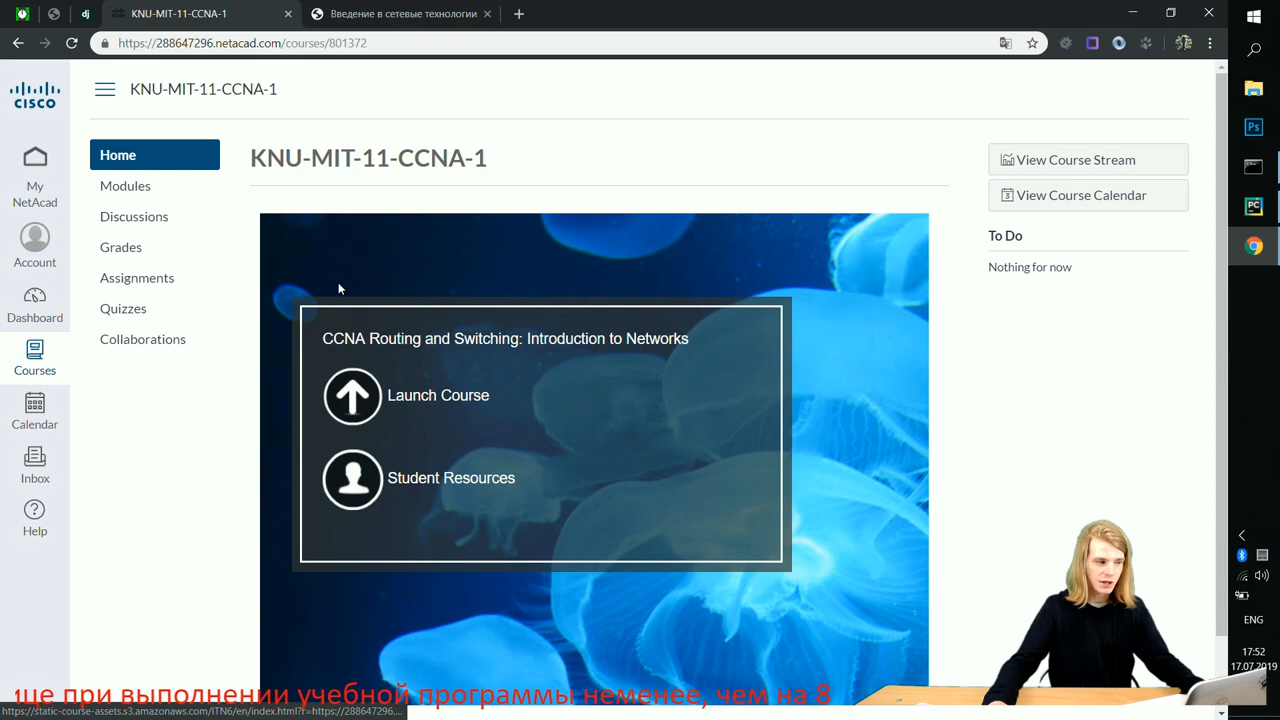 KNU-MIT-11-CCNA-1
Введение в сетевые технологии
https://288647296.netacad.com/courses/801372
CISCO
KNU-MIT-11-CCNA-1
My
NetAcad
Account
Dashboard
Courses
Calendar
Inbox
Help
Home
Modules
Discussions
Grades
Assignments
Quizzes
Collaborations
KNU-MIT-11-CCNA-1
CCNA Routing and Switching: Introduction to Networks
Launch Course
Student Resources
View Course Stream
View Course Calendar
To Do
Nothing for now
dj
Ps
PC
ENG
17:52
17.07.2019
ще при выполнении учебной программы неменее, чем на 8
https://static-course-assets.s3.amazonaws.com/ITN6/en/index.html?r=https://288647296....